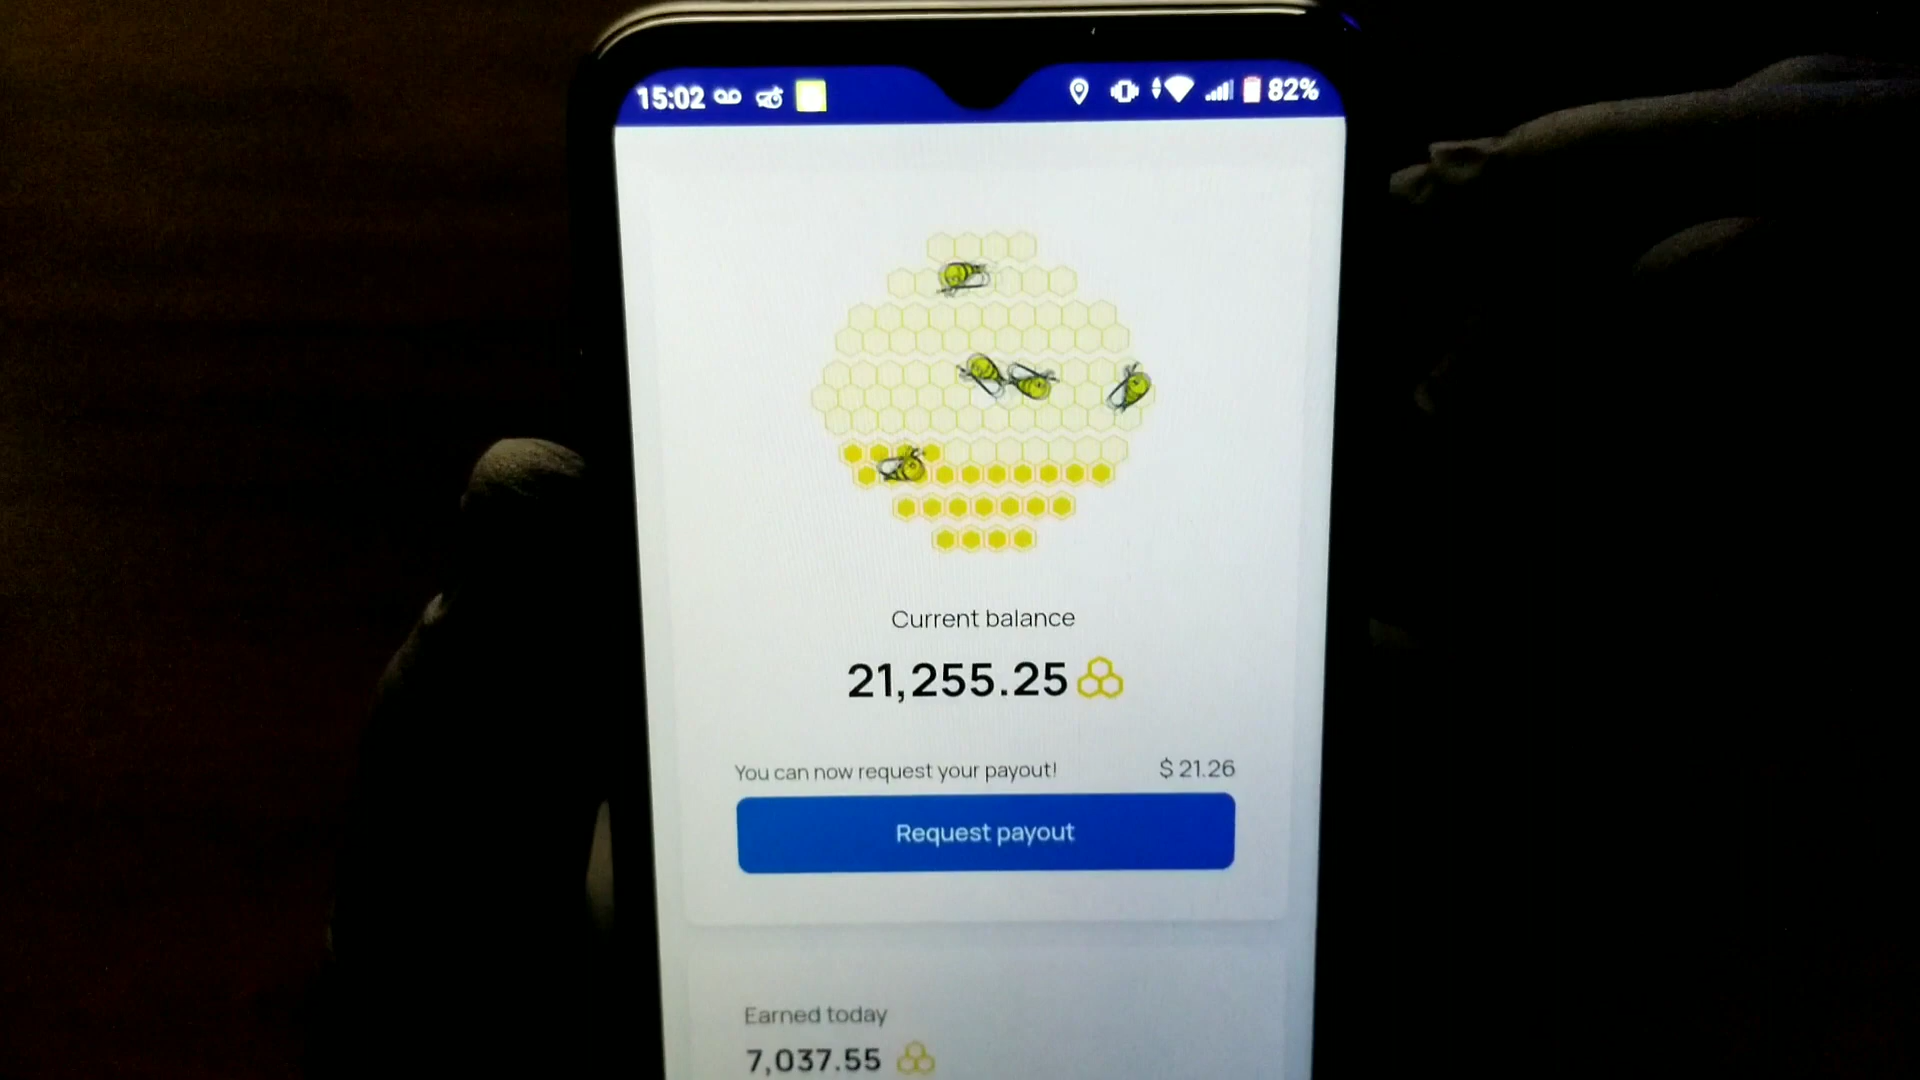 15:02 82%
Current balance
21,255.25
You can now request your payout! $ 21.26
Request payout
Earned today
7,037.55